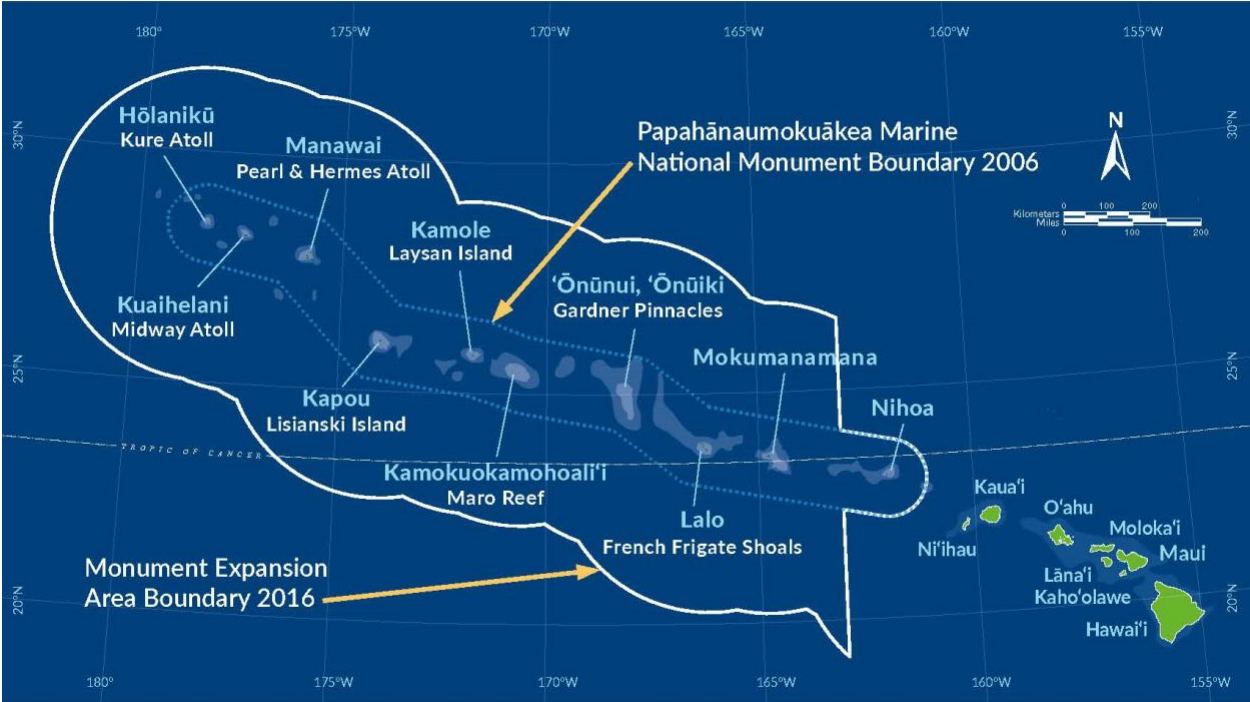 180°
175°W
170°W
165°W
160°W
155°W
30°N
30°N
Hōlanikū
Kure Atoll
Manawai
Pearl & Hermes Atoll
Papahānaumokuākea Marine
National Monument Boundary 2006
N
Kilometers
0 100 200
Miles
0 100 200
Kamole
Laysan Island
Kuaihelani
Midway Atoll
ʻŌnūnui, ʻŌnūiki
Gardner Pinnacles
Mokumanamana
25°N
25°N
Kapou
Lisianski Island
Nihoa
TROPIC OF CANCER
Kamokuokamohoaliʻi
Maro Reef
Lalo
French Frigate Shoals
Kauaʻi
Niʻihau
Oʻahu
Molokaʻi
Maui
Lānaʻi
Kahoʻolawe
Hawaiʻi
Monument Expansion
Area Boundary 2016
20°N
20°N
180°
175°W
170°W
165°W
160°W
155°W